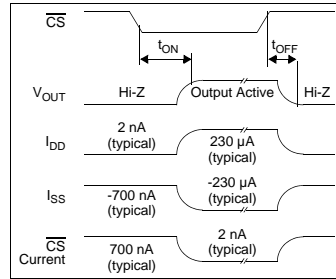 CS
tON
tOFF
VOUT
Hi-Z
Output Active
Hi-Z
2 nA
(typical)
230 µA
(typical)
IDD
-700 nA
(typical)
-230 µA
(typical)
ISS
CS
Current
700 nA
(typical)
2 nA
(typical)